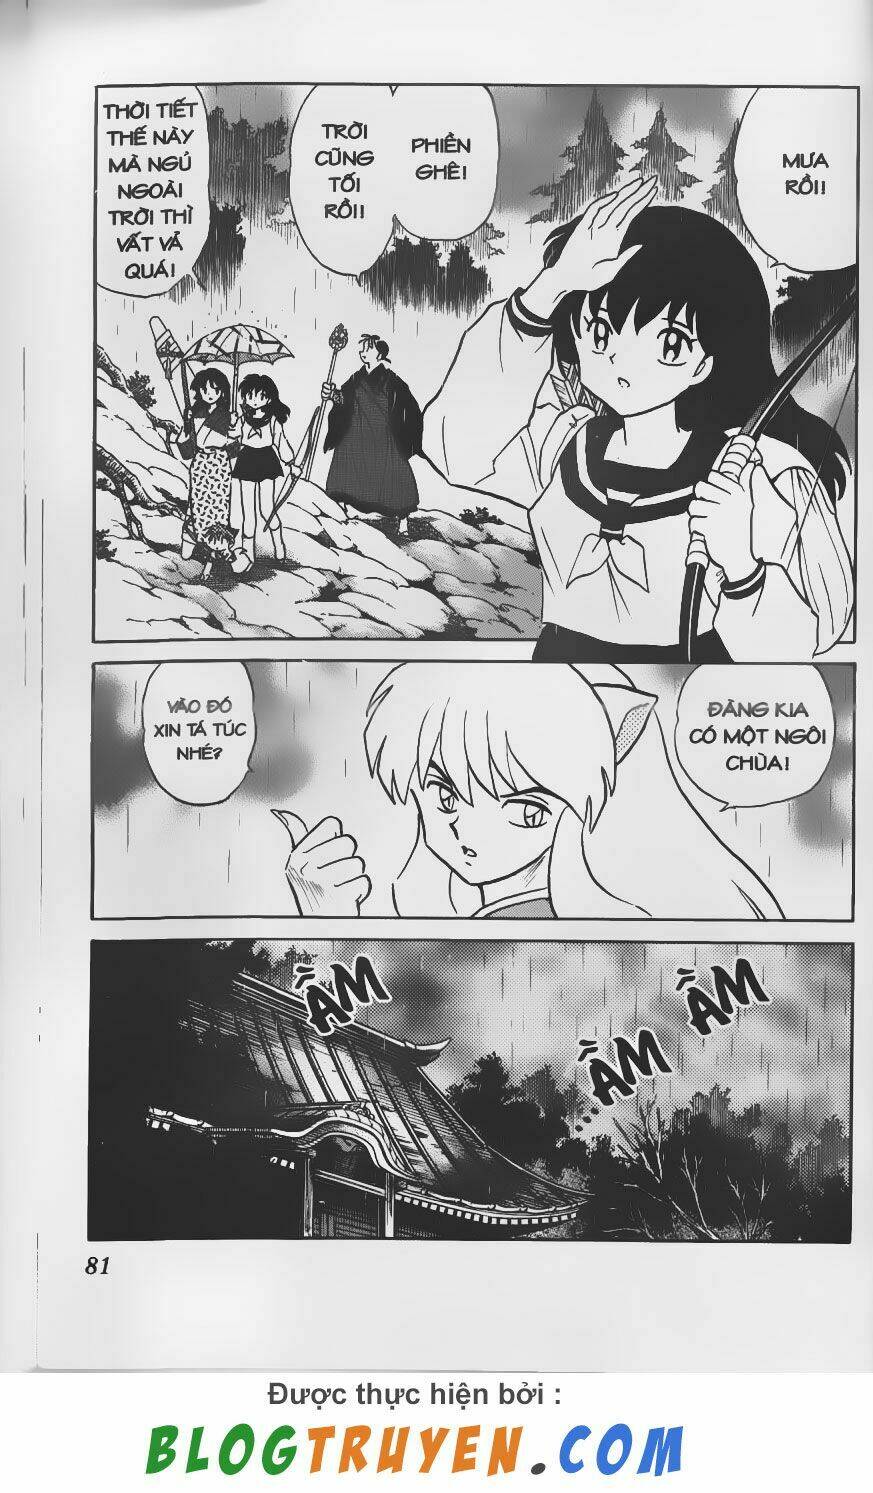 MƯA
RỒI!
PHIỀN
GHÊ!
TRỜI
CŨNG
TỐI
RỒI!
THỜI TIẾT
THẾ NÀY
MÀ NGỦ
NGOÀI
TRỜI THÌ
VẤT VẢ
QUÁ!
ĐÀNG KIA
CÓ MỘT NGÔI
CHÙA!
VÀO ĐÓ
XIN TÁ TÚC
NHÉ?
ẦM
ẦM
...ẦM
81
Được thực hiện bởi :
BLOGTRUYEN.COM